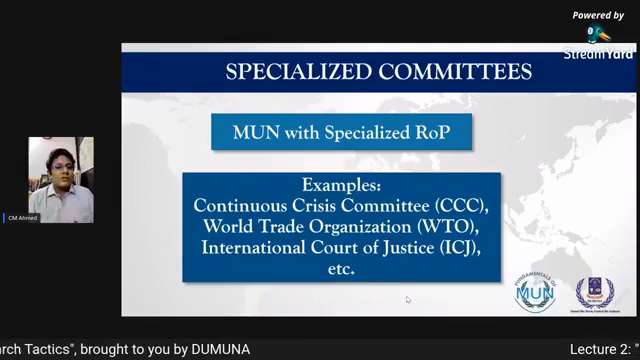 Powered by
StreamYard
SPECIALIZED COMMITTEES
MUN with Specialized RoP
Examples:
Continuous Crisis Committee (CCC),
World Trade Organization (WTO),
International Court of Justice (ICJ),
etc.
CM Ahmed
FUNDAMENTALS OF
MUN
DUMUNA
arch Tactics", brought to you by DUMUNA
Lecture 2: "